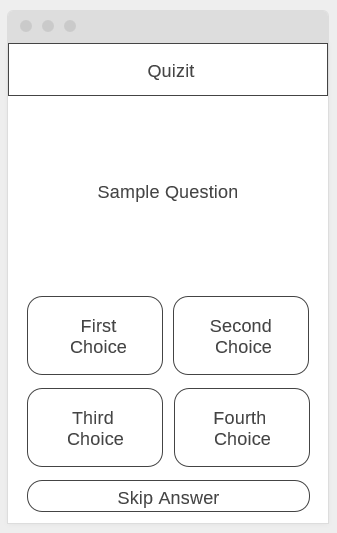 Quizit
Sample Question
First
Choice
Second
Choice
Third
Choice
Fourth
Choice
Skip Answer